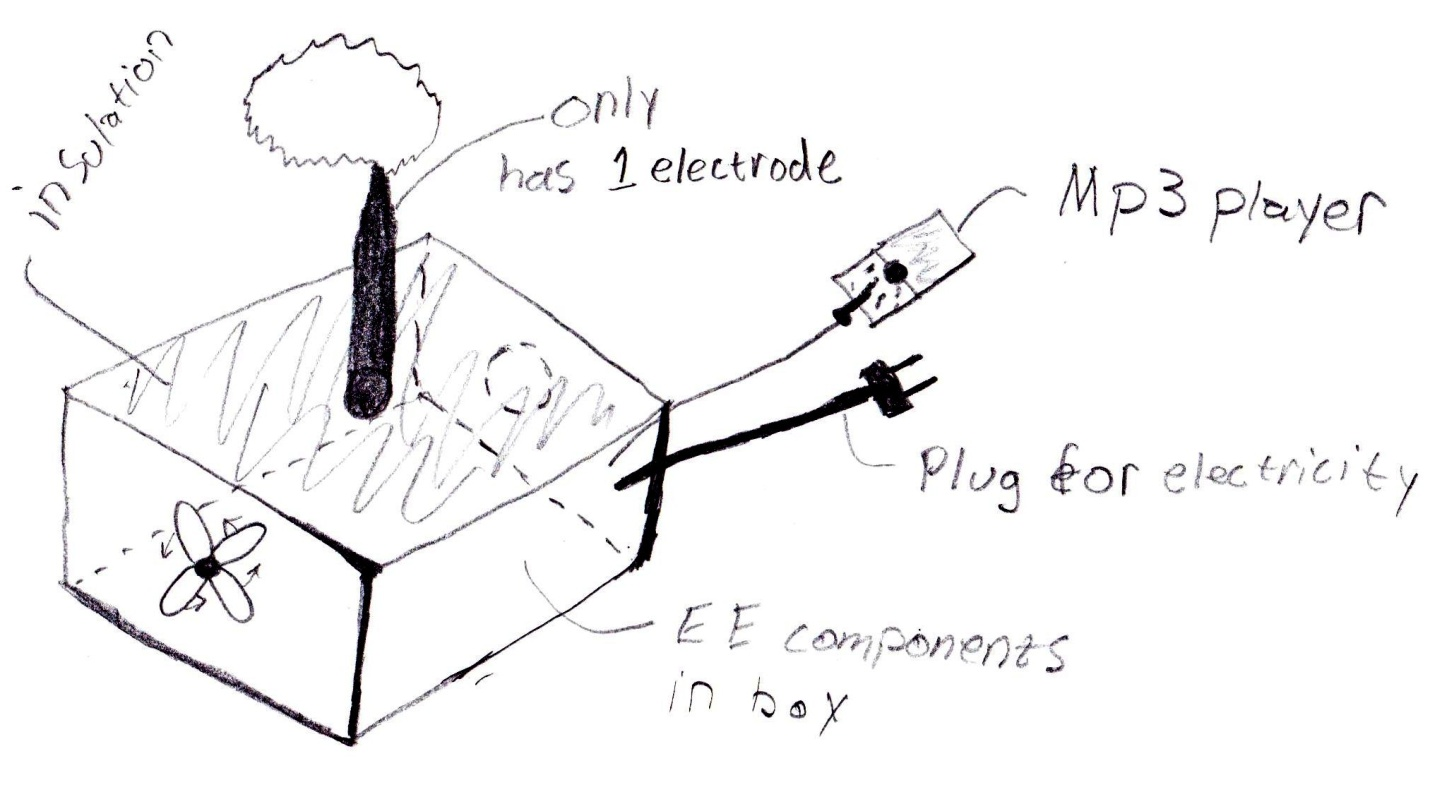 insulation
only
has 1 electrode
Mp3 player
Plug for electricity
EE components
in box